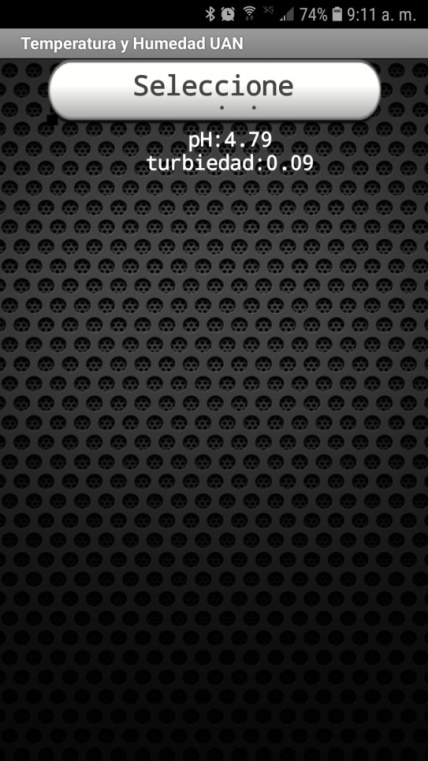 74% 9:11 a. m.
Temperatura y Humedad UAN
Seleccione
pH:4.79
turbiedad:0.09